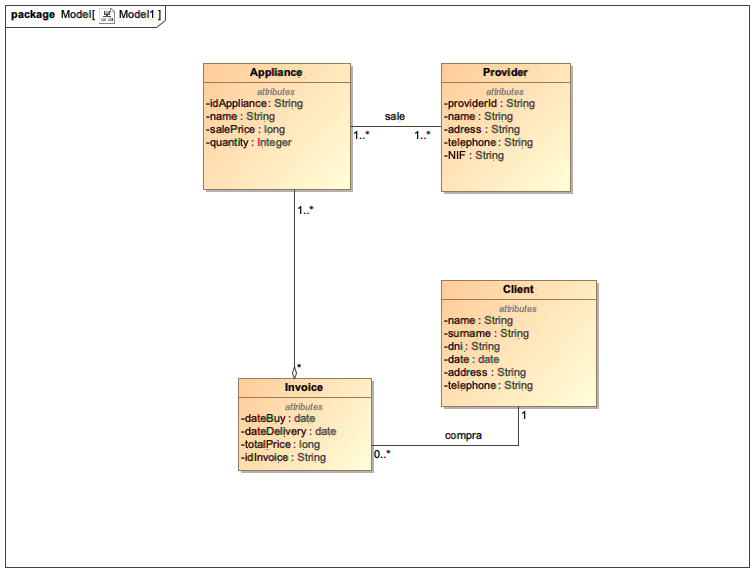 package Model[ Model1 ]
Appliance
attributes
-idAppliance : String
-name : String
-salePrice : long
-quantity : Integer
Provider
attributes
-providerId : String
-name : String
-adress : String
-telephone : String
-NIF : String
sale
1..*
1..*
1..*
Client
attributes
-name : String
-surname : String
-dni : String
-date : date
-address : String
-telephone : String
*
Invoice
attributes
-dateBuy : date
-dateDelivery : date
-totalPrice : long
-idInvoice : String
1
compra
0..*